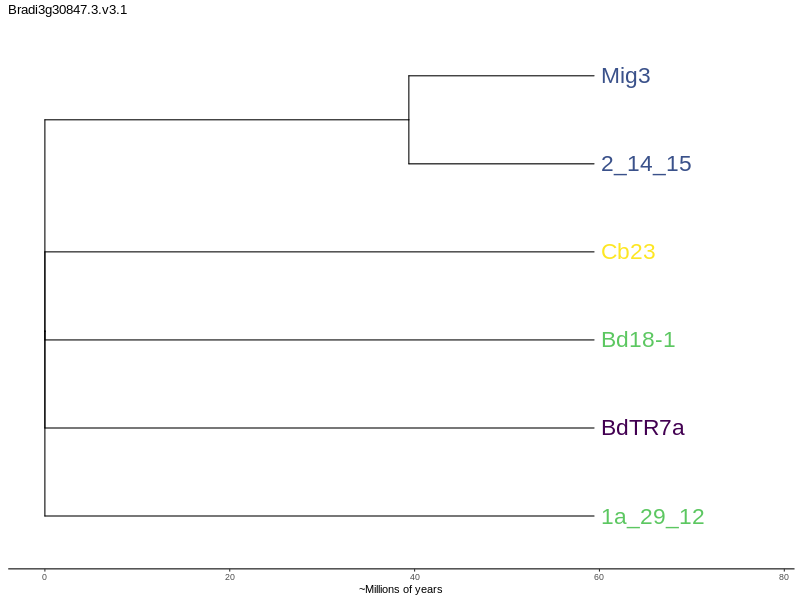 Bradi3g30847.3.v3.1
Mig3
2_14_15
Cb23
Bd18-1
BdTR7a
1a_29_12
0 20 40 60 80
~Millions of years